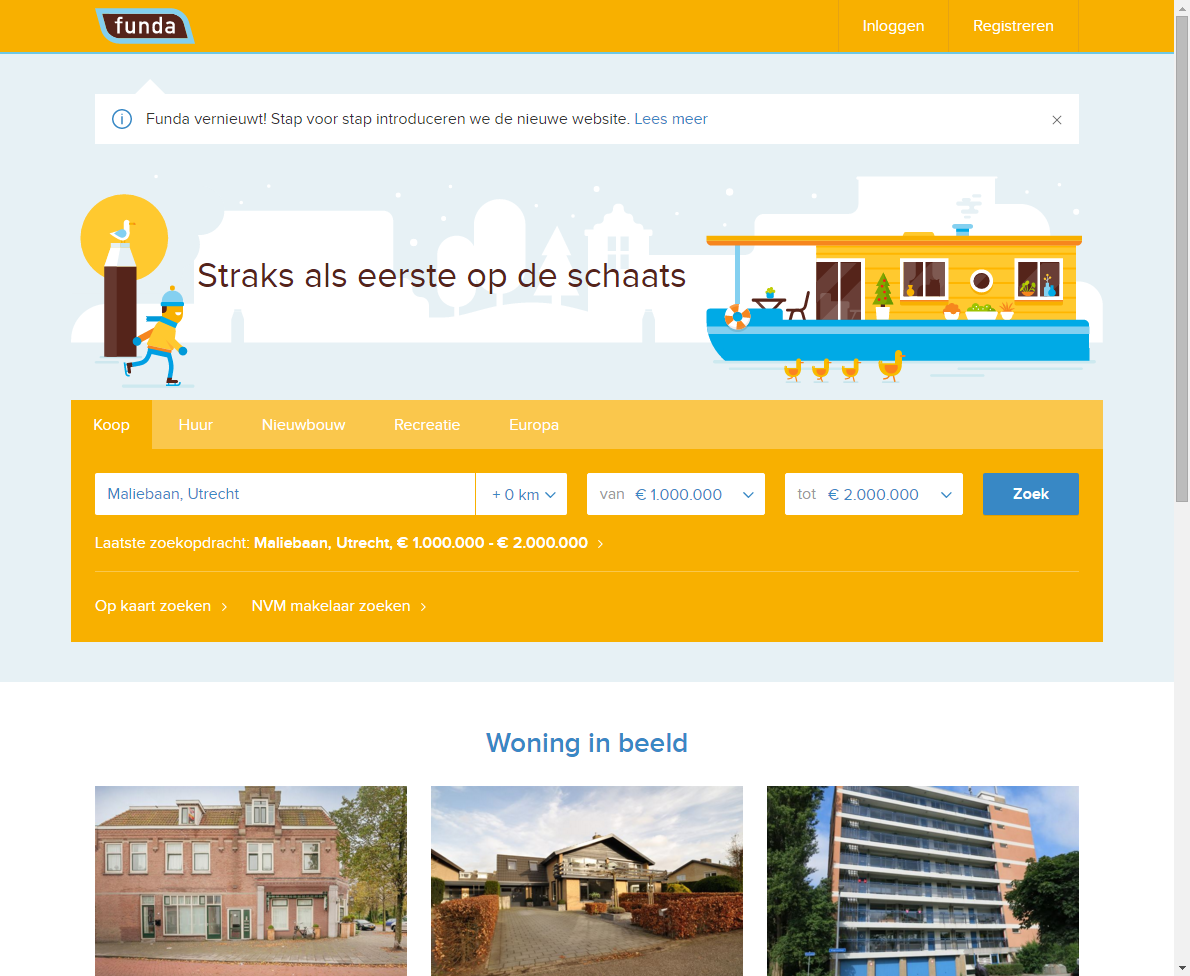 funda
Inloggen
Registreren
Funda vernieuwt! Stap voor stap introduceren we de nieuwe website. Lees meer
Straks als eerste op de schaats
Koop
Huur
Nieuwbouw
Recreatie
Europa
Maliebaan, Utrecht
+ 0 km
van € 1.000.000
tot € 2.000.000
Zoek
Laatste zoekopdracht: Maliebaan, Utrecht, € 1.000.000 - € 2.000.000
Op kaart zoeken
NVM makelaar zoeken
Woning in beeld